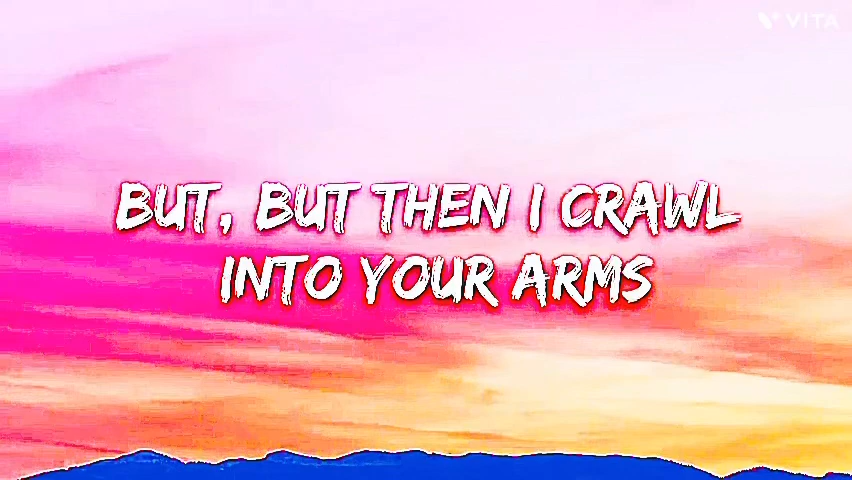 VITA
BUT, BUT THEN I CRAWL
INTO YOUR ARMS